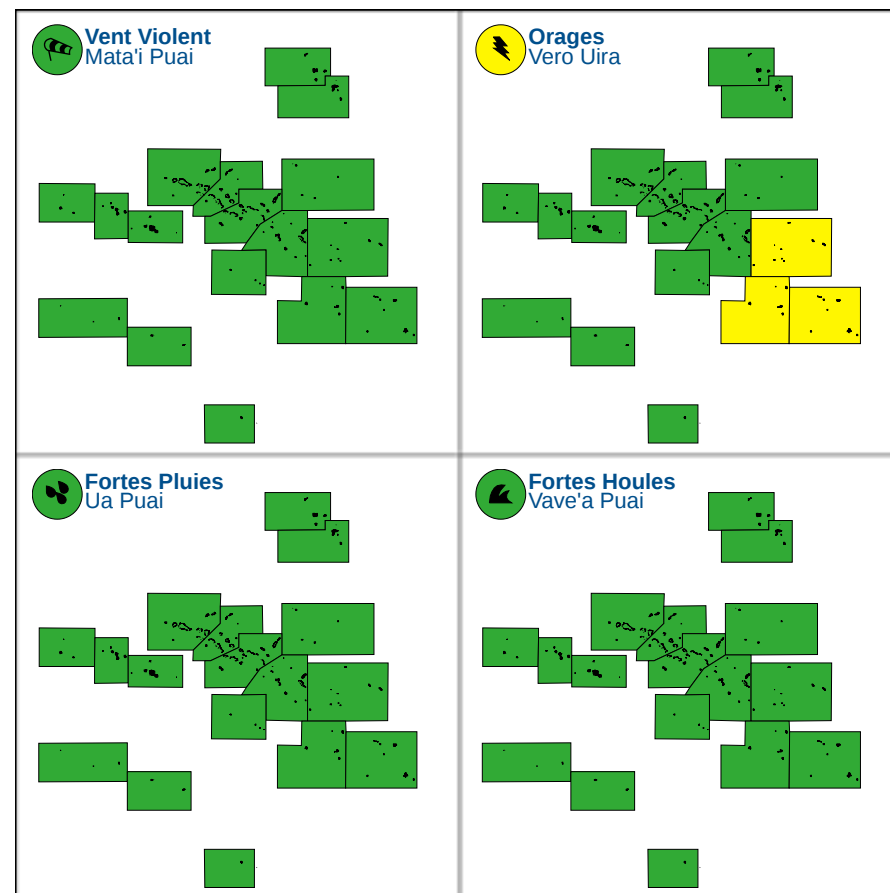 Vent Violent
Mata'i Puai
Orages
Vero Uira
Fortes Pluies
Ua Puai
Fortes Houles
Vave'a Puai